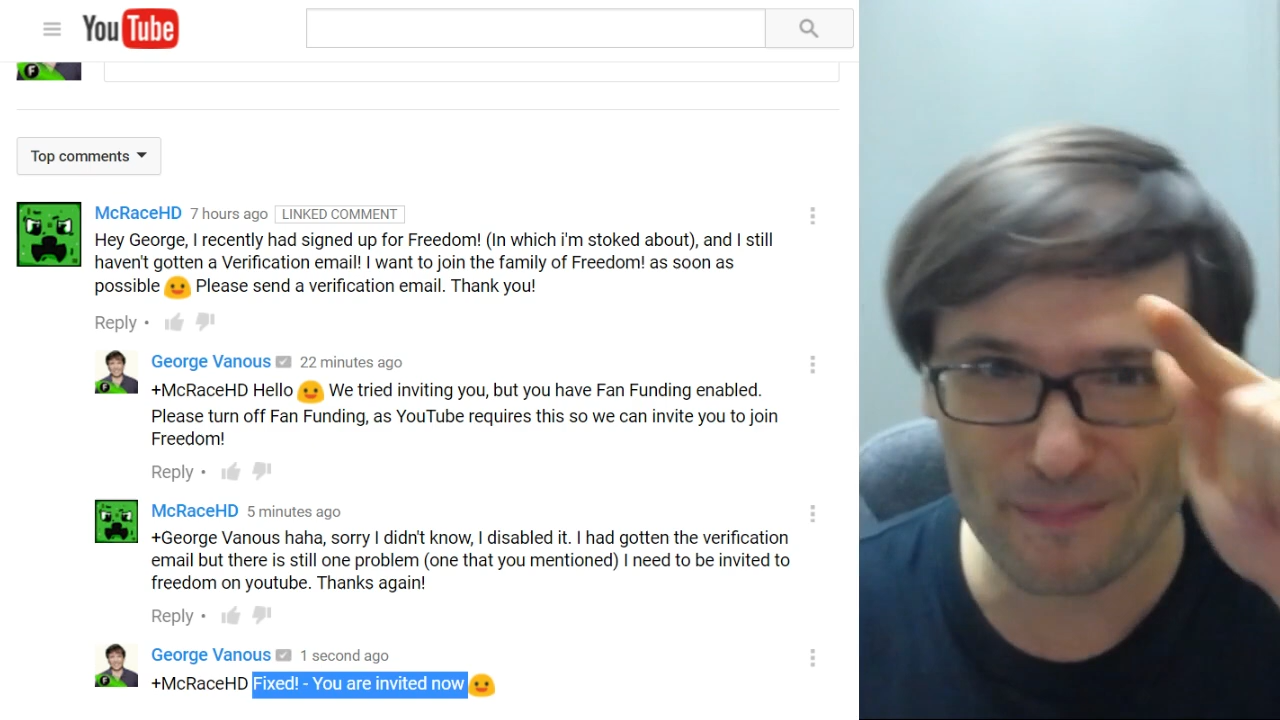 YouTube
Top comments
McRaceHD 7 hours ago LINKED COMMENT
Hey George, I recently had signed up for Freedom! (In which i'm stoked about), and I still
haven't gotten a Verification email! I want to join the family of Freedom! as soon as
possible Please send a verification email. Thank you!
Reply •
George Vanous 22 minutes ago
+McRaceHD Hello We tried inviting you, but you have Fan Funding enabled.
Please turn off Fan Funding, as YouTube requires this so we can invite you to join
Freedom!
Reply •
McRaceHD 5 minutes ago
+George Vanous haha, sorry I didn't know, I disabled it. I had gotten the verification
email but there is still one problem (one that you mentioned) I need to be invited to
freedom on youtube. Thanks again!
Reply •
George Vanous 1 second ago
+McRaceHD Fixed! - You are invited now